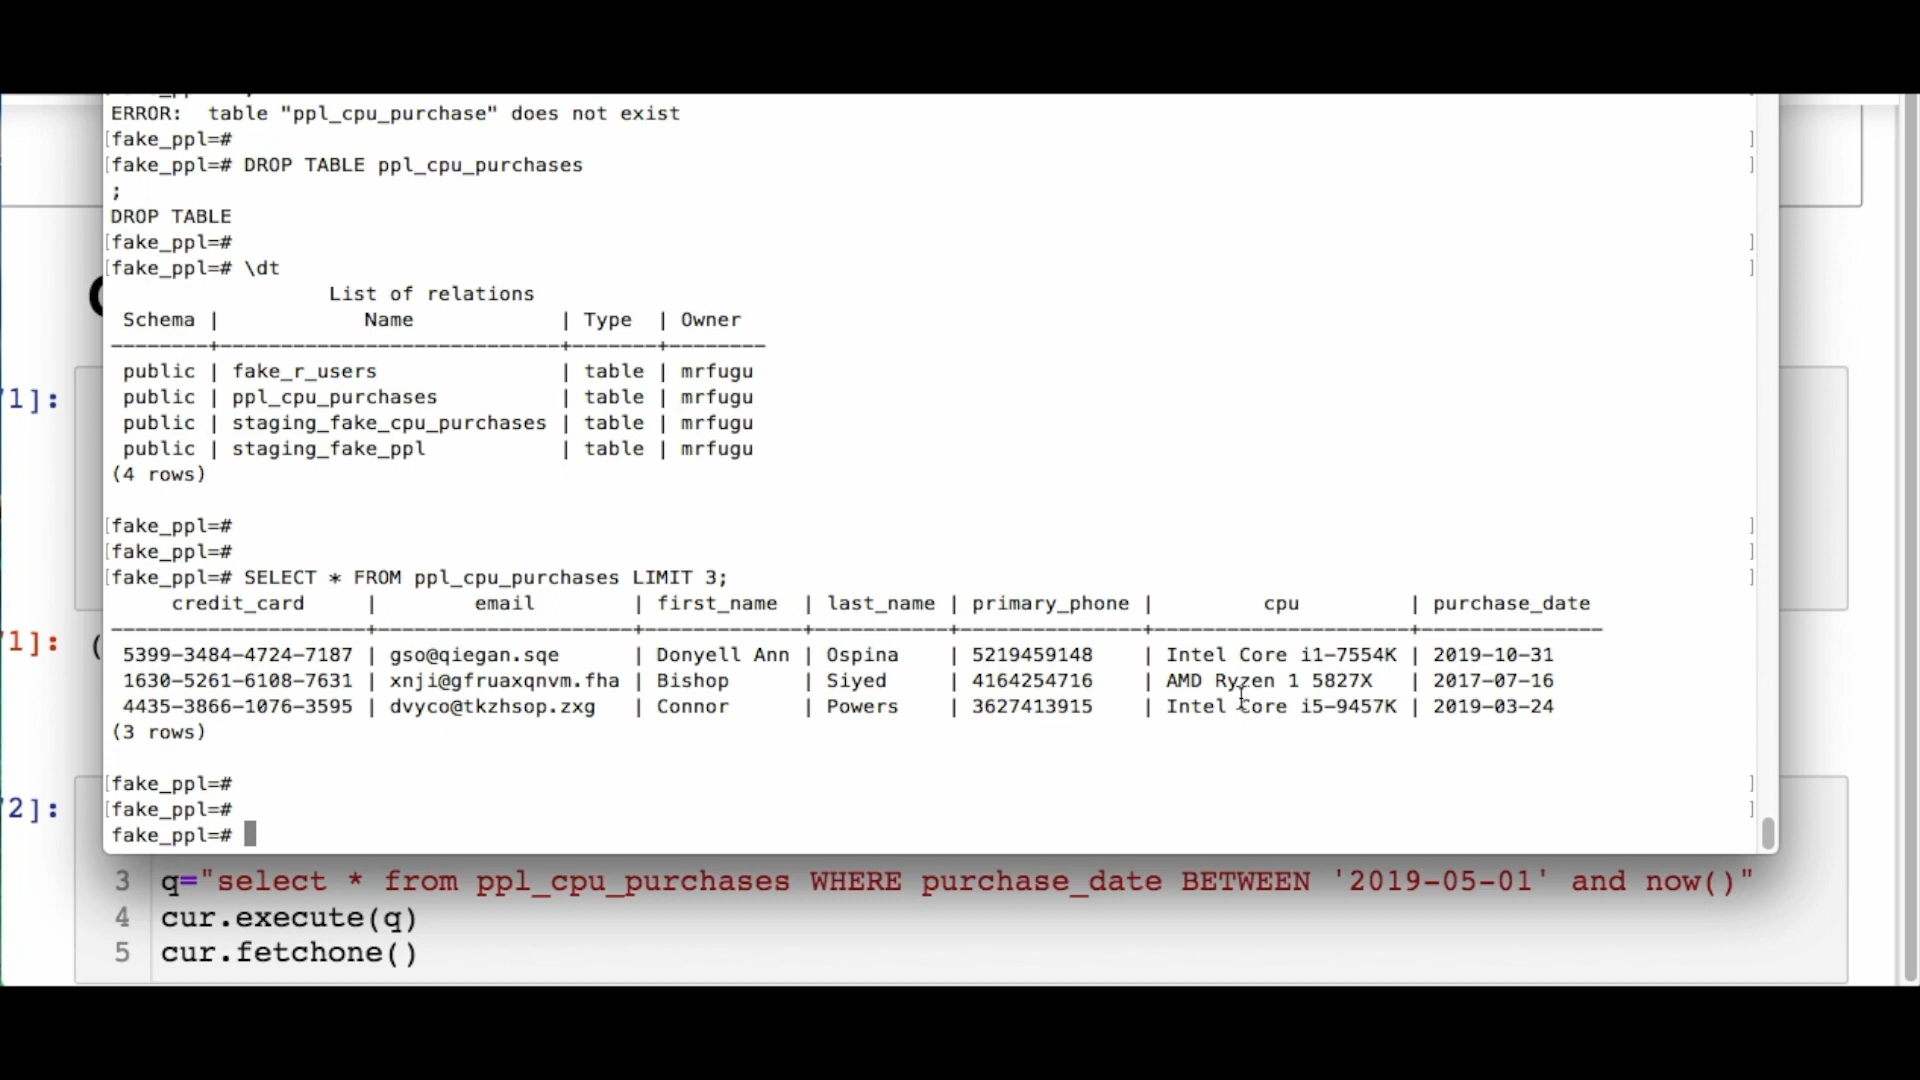 ERROR:  table "ppl_cpu_purchase" does not exist
[fake_ppl=# ]
[fake_ppl=# DROP TABLE ppl_cpu_purchases ]
;
DROP TABLE
[fake_ppl=# ]
[fake_ppl=# \dt ]
List of relations
Schema | Name | Type | Owner
--------+----------------------------+-------+--------
public | fake_r_users | table | mrfugu
public | ppl_cpu_purchases | table | mrfugu
public | staging_fake_cpu_purchases | table | mrfugu
public | staging_fake_ppl | table | mrfugu
(4 rows)
[fake_ppl=# ]
[fake_ppl=# ]
[fake_ppl=# SELECT * FROM ppl_cpu_purchases LIMIT 3; ]
credit_card | email | first_name | last_name | primary_phone | cpu | purchase_date
---------------------+---------------------+-------------+-----------+---------------+---------------------+---------------
5399-3484-4724-7187 | gso@qiegan.sqe | Donyell Ann | Ospina | 5219459148 | Intel Core i1-7554K | 2019-10-31
1630-5261-6108-7631 | xnji@gfruaxqnvm.fha | Bishop | Siyed | 4164254716 | AMD Ryzen 1 5827X | 2017-07-16
4435-3866-1076-3595 | dvyco@tkzhsop.zxg | Connor | Powers | 3627413915 | Intel Core i5-9457K | 2019-03-24
(3 rows)
[fake_ppl=# ]
[fake_ppl=# ]
fake_ppl=#
1]:
1]: (
2]:
3 q="select * from ppl_cpu_purchases WHERE purchase_date BETWEEN '2019-05-01' and now()"
4 cur.execute(q)
5 cur.fetchone()